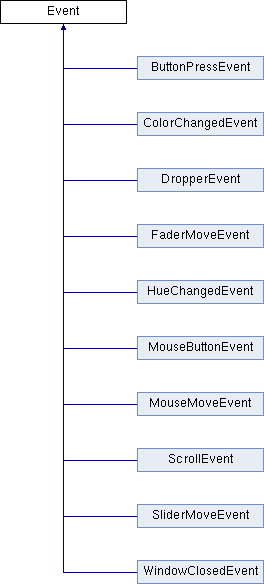 Event
ButtonPressEvent
ColorChangedEvent
DropperEvent
FaderMoveEvent
HueChangedEvent
MouseButtonEvent
MouseMoveEvent
ScrollEvent
SliderMoveEvent
WindowClosedEvent